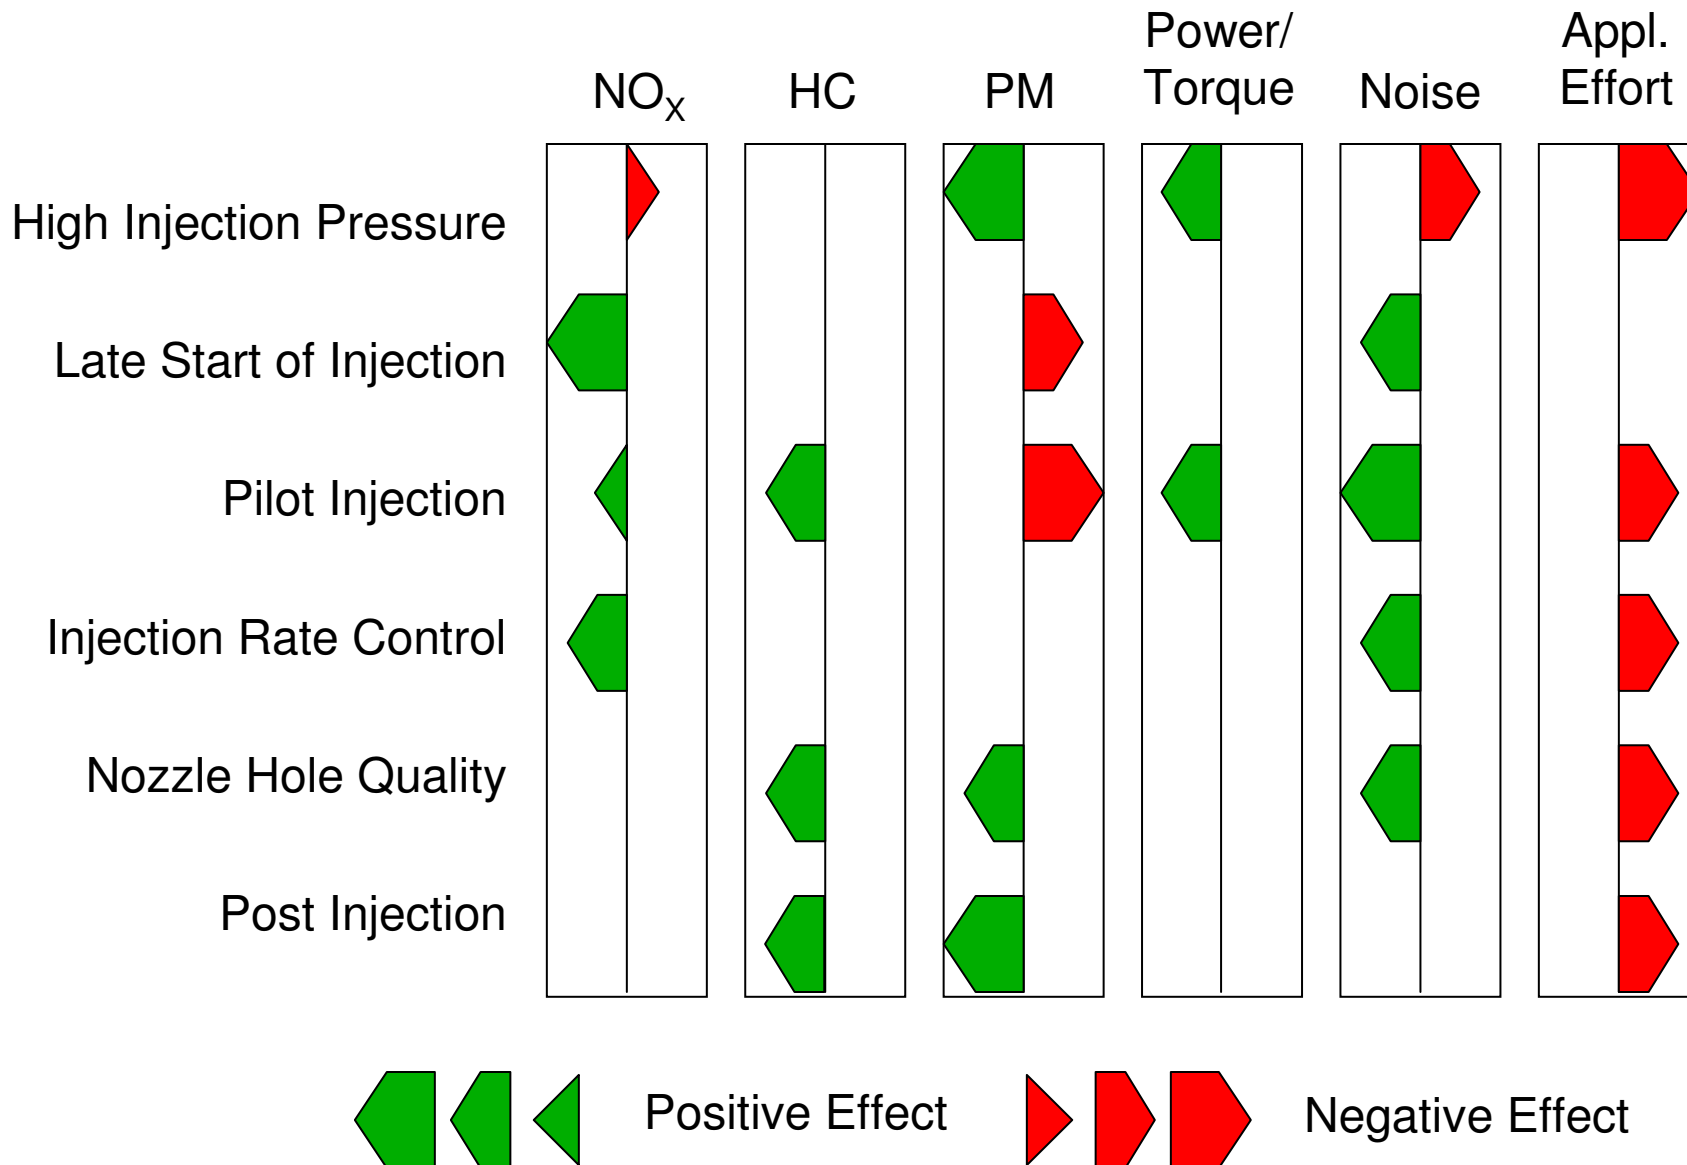 NOX
HC
PM
Power/
Torque
Noise
Appl.
Effort
High Injection Pressure
Late Start of Injection
Pilot Injection
Injection Rate Control
Nozzle Hole Quality
Post Injection
Positive Effect
Negative Effect